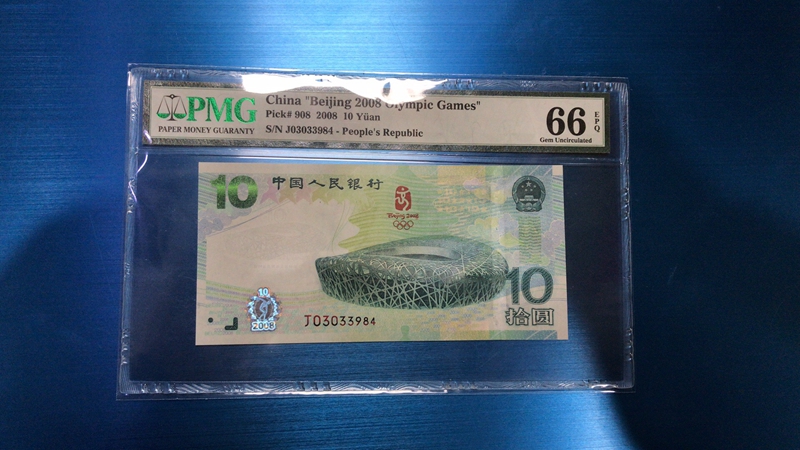 PMG
PAPER MONEY GUARANTY
China "Beijing 2008 Olympic Games"
Pick# 908 2008 10 Yüan
S/N J03033984 - People's Republic
66 EPQ
Gem Uncirculated
10 中国人民银行
Beijing 2008
10
2008
J03033984
10
拾圆